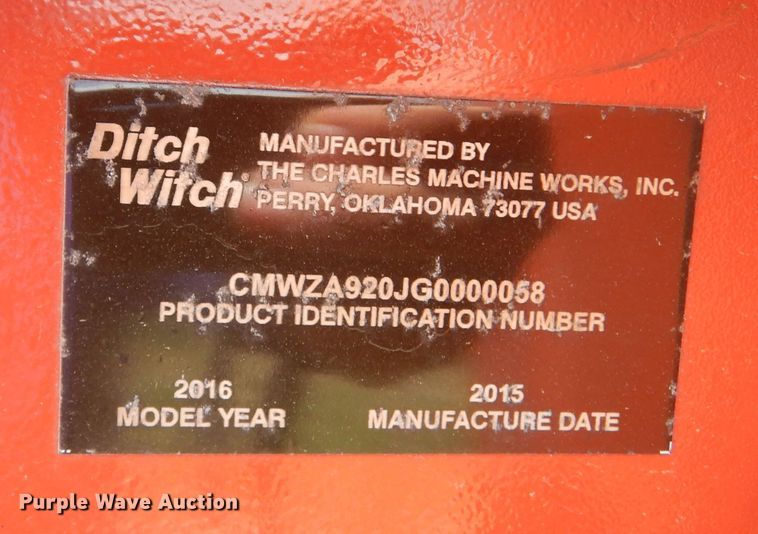 Ditch Witch®
MANUFACTURED BY
THE CHARLES MACHINE WORKS, INC.
PERRY, OKLAHOMA 73077 USA
CMWZA920JG0000058
PRODUCT IDENTIFICATION NUMBER
2016
MODEL YEAR
2015
MANUFACTURE DATE
Purple Wave Auction